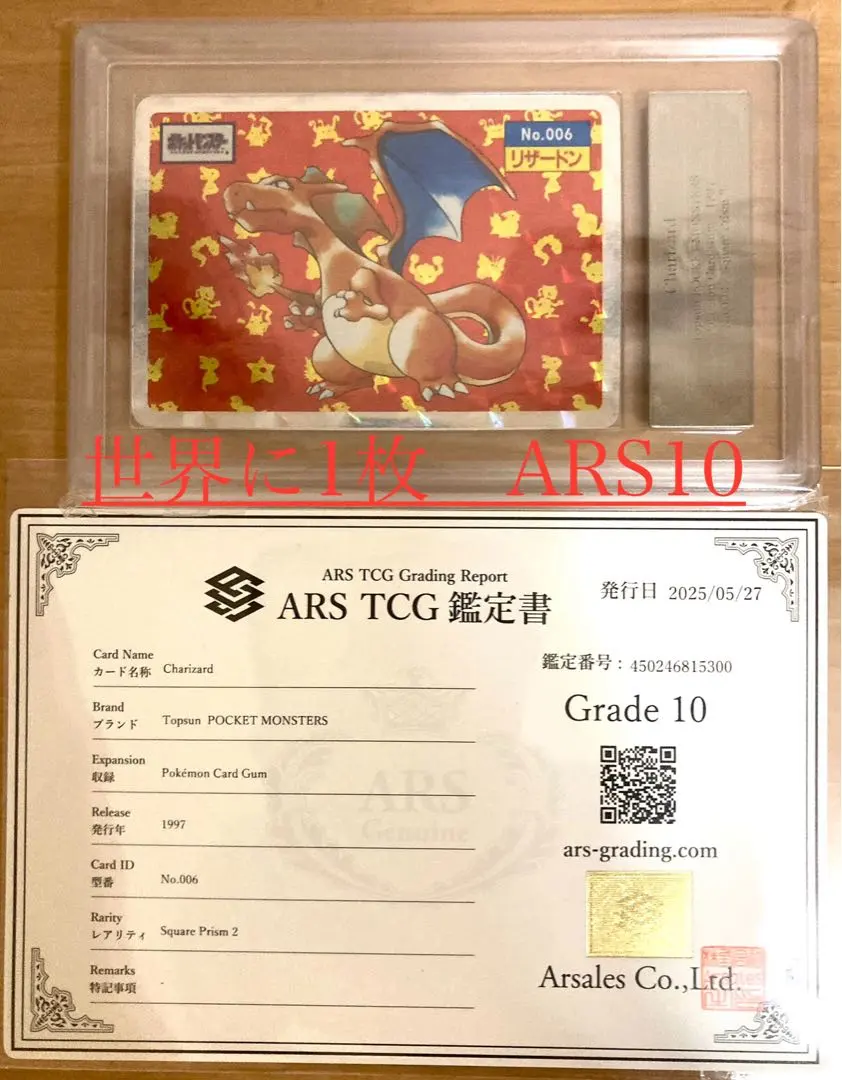 ポケットモンスター
No.006
リザードン
Charizard
世界に1枚　ARS10
ARS TCG Grading Report
ARS TCG 鑑定書
発行日 2025/05/27
Card Name
カード名称 Charizard
鑑定番号：450246815300
Grade 10
Brand
ブランド Topsun POCKET MONSTERS
Expansion
収録 Pokémon Card Gum
Release
発行年 1997
ars-grading.com
Card ID
型番 No.006
Rarity
レアリティ Square Prism 2
Remarks
特記事項 -
Arsales Co.,Ltd.
ARS
Genuine